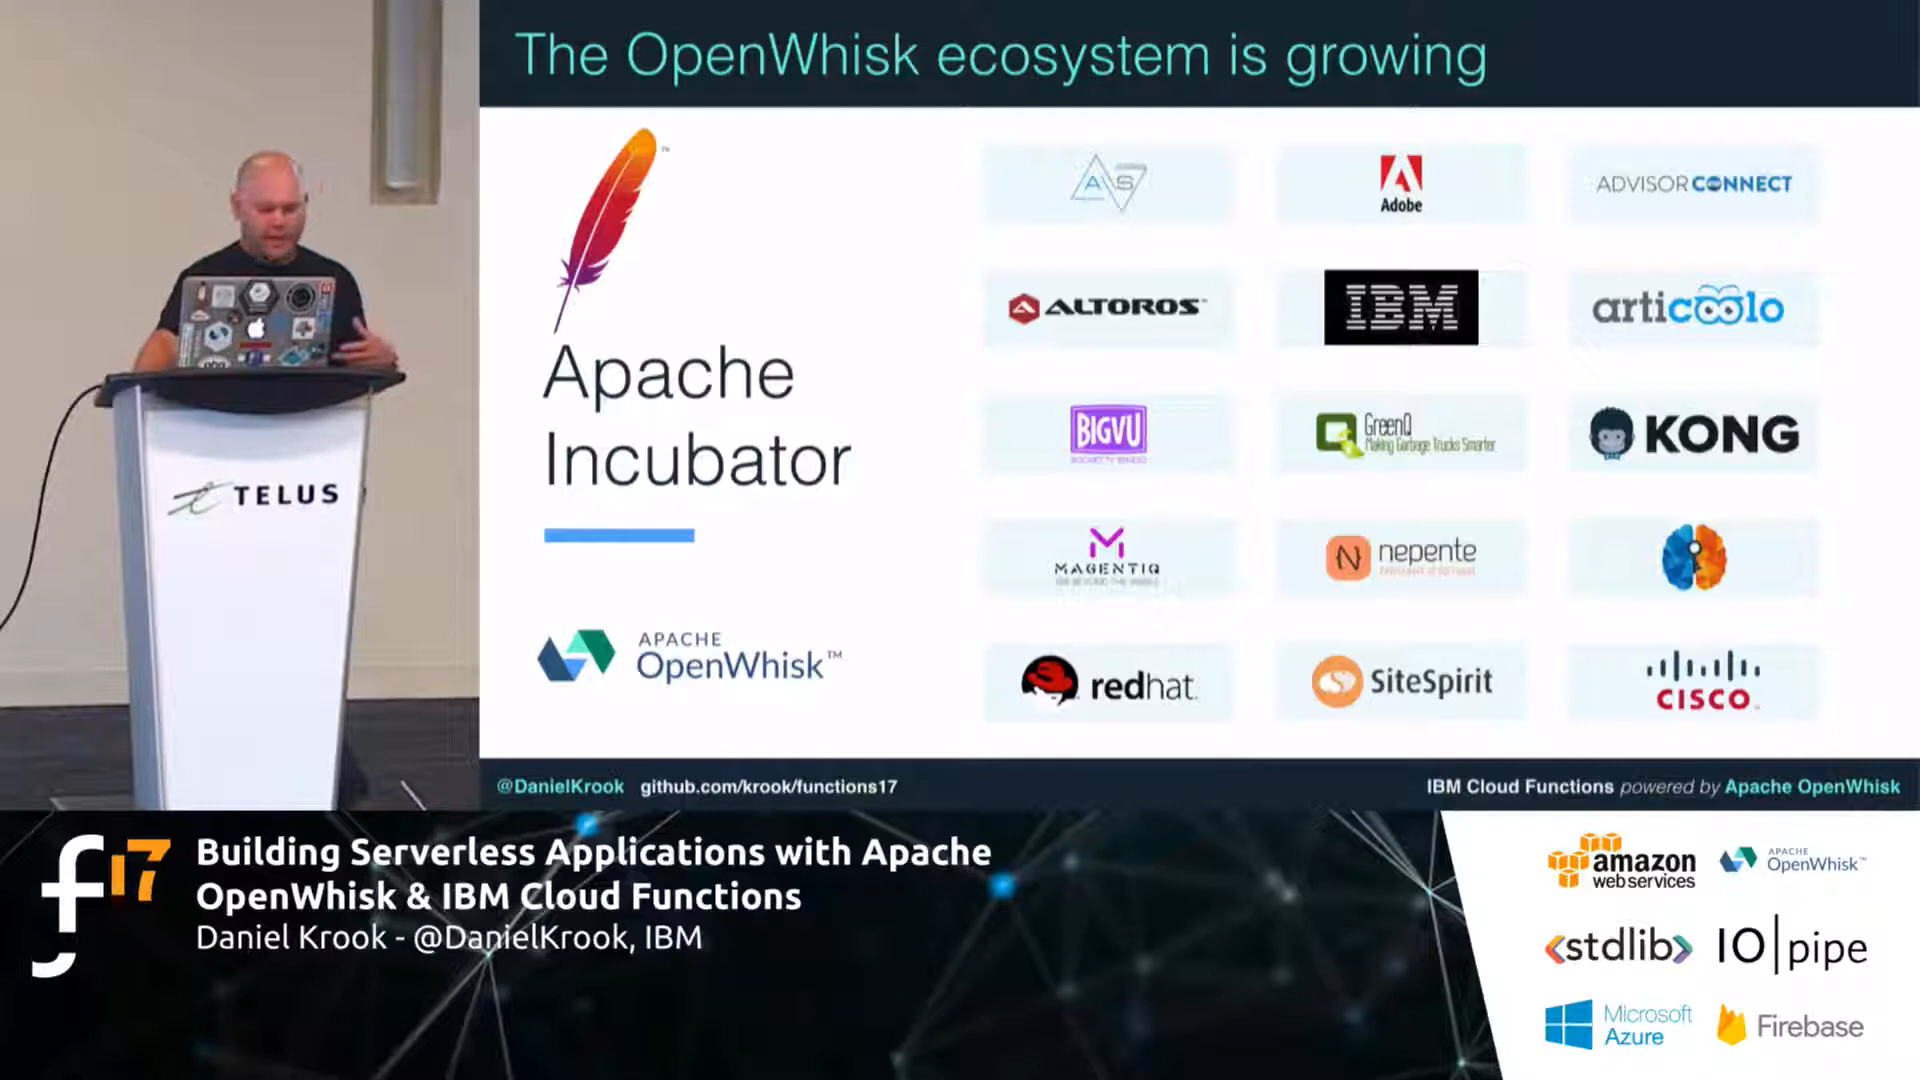 The OpenWhisk ecosystem is growing
Apache
Incubator
APACHE
OpenWhisk™
AS
Adobe
ADVISORCONNECT
ALTOROS
IBM
articoolo
BIGVU
GreenQ
Making Garbage Trucks Smarter
KONG
MAGENTIQ
nepente
redhat.
SiteSpirit
CISCO
TELUS
@DanielKrook github.com/krook/functions17
IBM Cloud Functions powered by Apache OpenWhisk
f 17
Building Serverless Applications with Apache
OpenWhisk & IBM Cloud Functions
Daniel Krook - @DanielKrook, IBM
amazon
webservices
APACHE
OpenWhisk™
<stdlib>
IO|pipe
Microsoft
Azure
Firebase